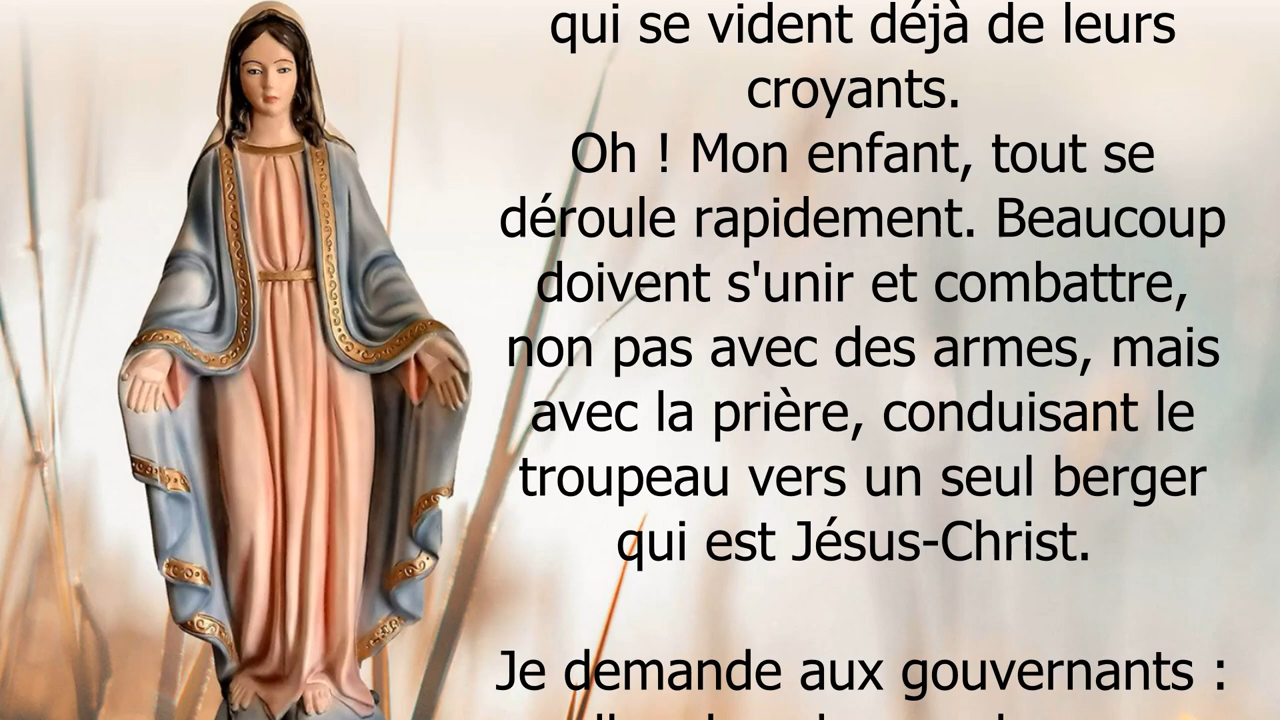 qui se vident déjà de leurs
croyants.
Oh ! Mon enfant, tout se
déroule rapidement. Beaucoup
doivent s'unir et combattre,
non pas avec des armes, mais
avec la prière, conduisant le
troupeau vers un seul berger
qui est Jésus-Christ.
Je demande aux gouvernants :